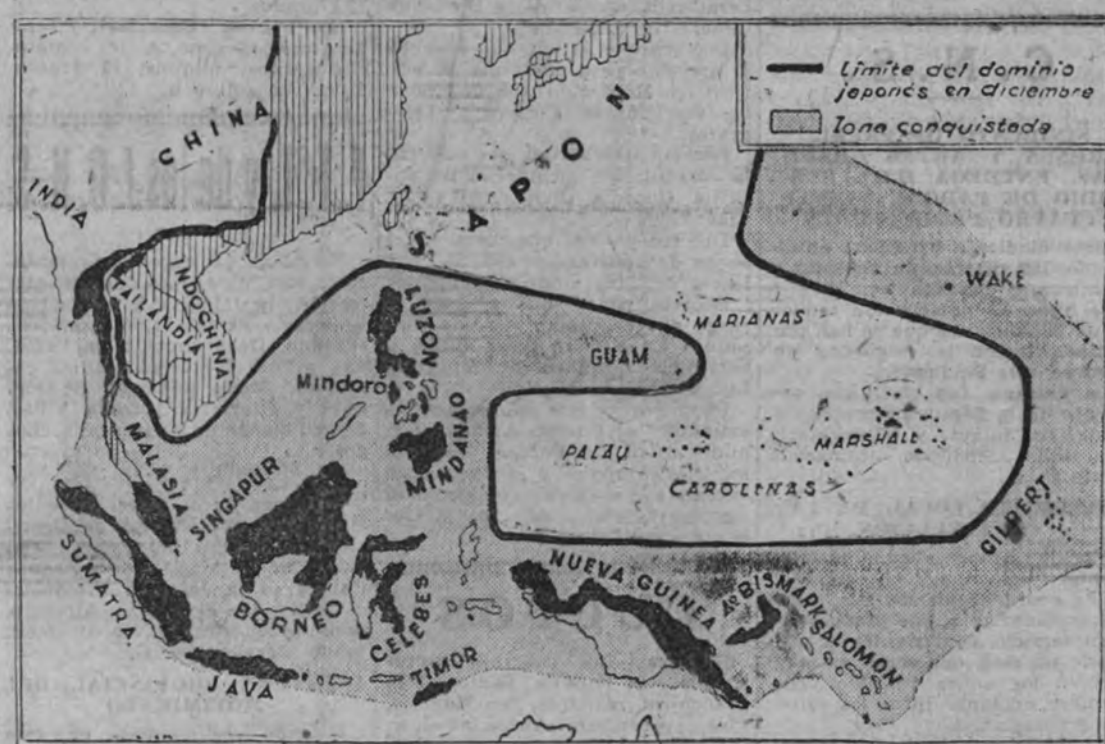 Límite del dominio
japonés en diciembre
Zona conquistada
CHINA
JAPON
INDIA
TAILANDIA
INDOCHINA
WAKE
MARIANAS
LUZON
GUAM
Mindoro
MINDANAO
PALAU
MARSHALL
CAROLINAS
MALASIA
SINGAPUR
GILPERT
SUMATRA
BORNEO
CELEBES
NUEVA GUINEA
Aº BISMARK
SALOMON
JAVA
TIMOR